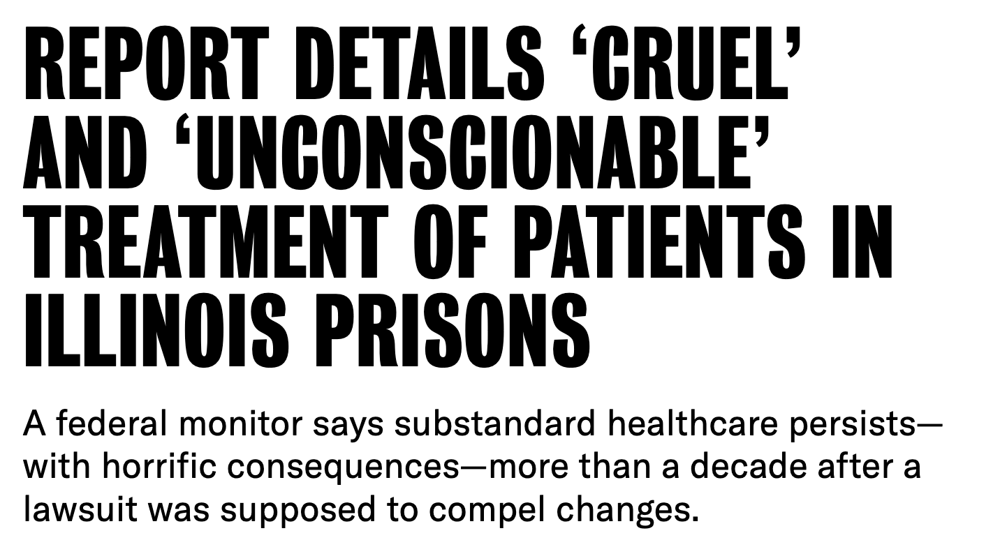 REPORT DETAILS ‘CRUEL’
AND ‘UNCONSCIONABLE’
TREATMENT OF PATIENTS IN
ILLINOIS PRISONS
A federal monitor says substandard healthcare persists—
with horrific consequences—more than a decade after a
lawsuit was supposed to compel changes.